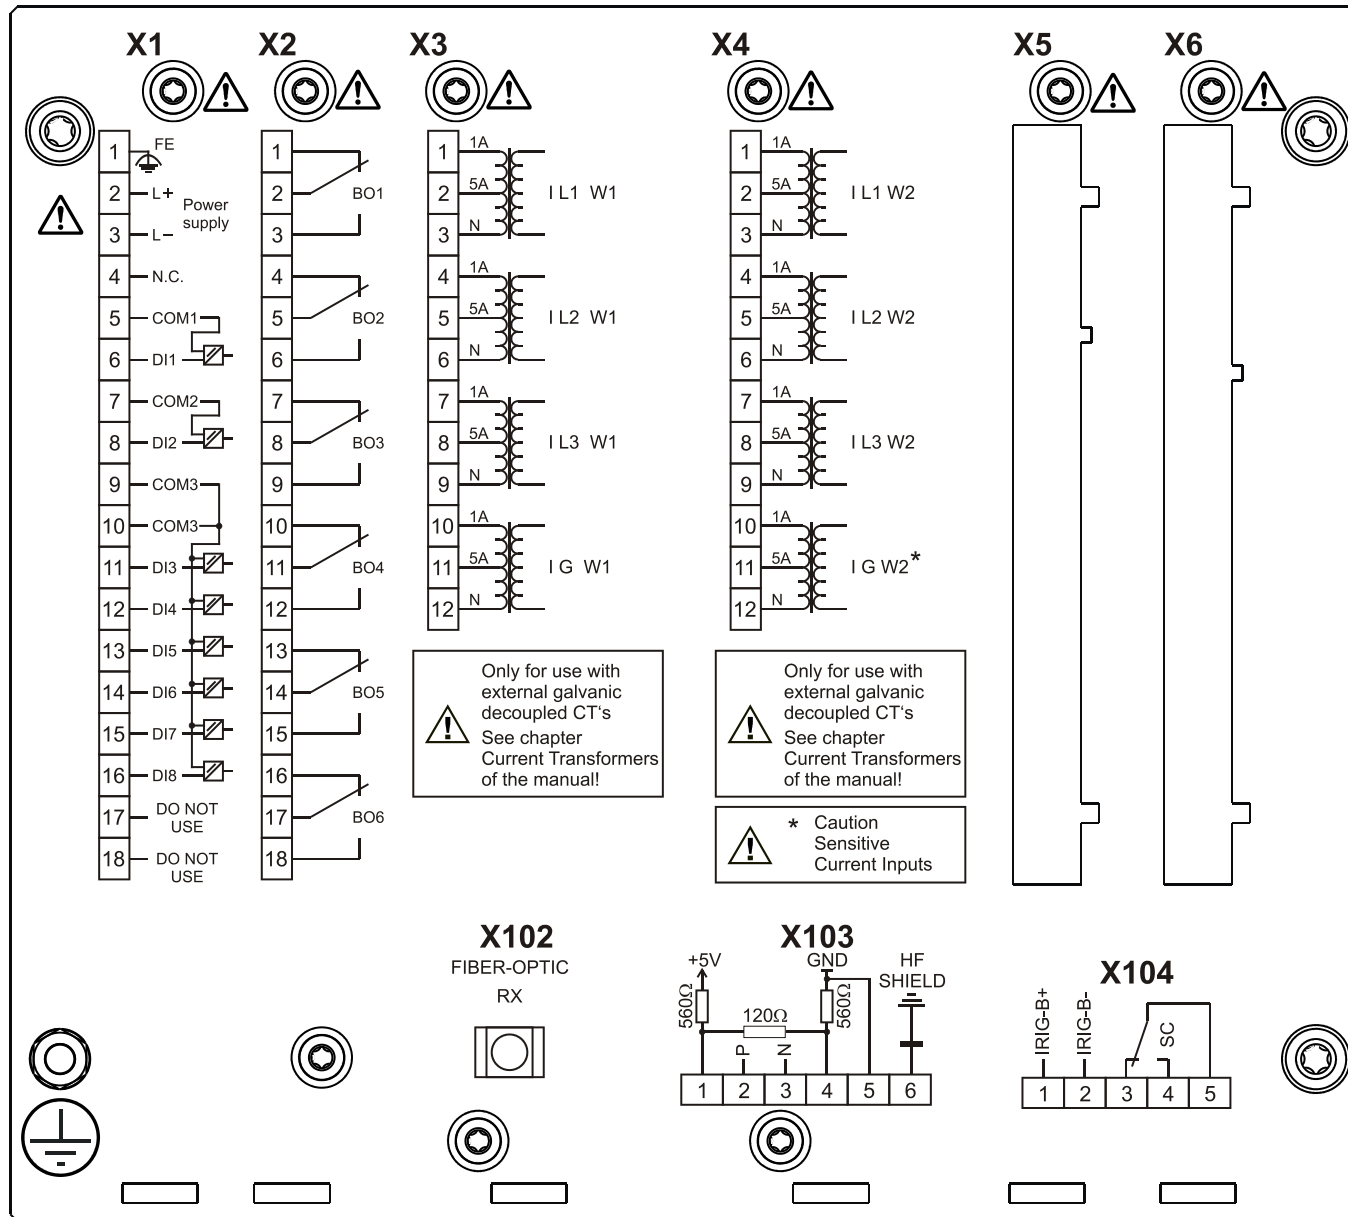 X1
X2
X3
X4
X5
X6
1
FE
2
L+
Power
supply
3
L-
4
N.C.
5
COM1
6
DI1
7
COM2
8
DI2
9
COM3
10
COM3
11
DI3
12
DI4
13
DI5
14
DI6
15
DI7
16
DI8
17
DO NOT
USE
18
DO NOT
USE
1
2
BO1
3
4
5
BO2
6
7
8
BO3
9
10
11
BO4
12
13
14
BO5
15
16
17
BO6
18
1
1A
2
5A
I L1 W1
3
N
4
1A
5
5A
I L2 W1
6
N
7
1A
8
5A
I L3 W1
9
N
10
1A
11
5A
I G W1
12
N
Only for use with
external galvanic
decoupled CT‘s
See chapter
Current Transformers
of the manual!
1
1A
2
5A
I L1 W2
3
N
4
1A
5
5A
I L2 W2
6
N
7
1A
8
5A
I L3 W2
9
N
10
1A
11
5A
I G W2*
12
N
Only for use with
external galvanic
decoupled CT‘s
See chapter
Current Transformers
of the manual!
* Caution
Sensitive
Current Inputs
X102
FIBER-OPTIC
RX
X103
+5V
GND
HF
SHIELD
560Ω
120Ω
560Ω
P
N
1 2 3 4 5 6
X104
IRIG-B+
IRIG-B-
SC
1 2 3 4 5